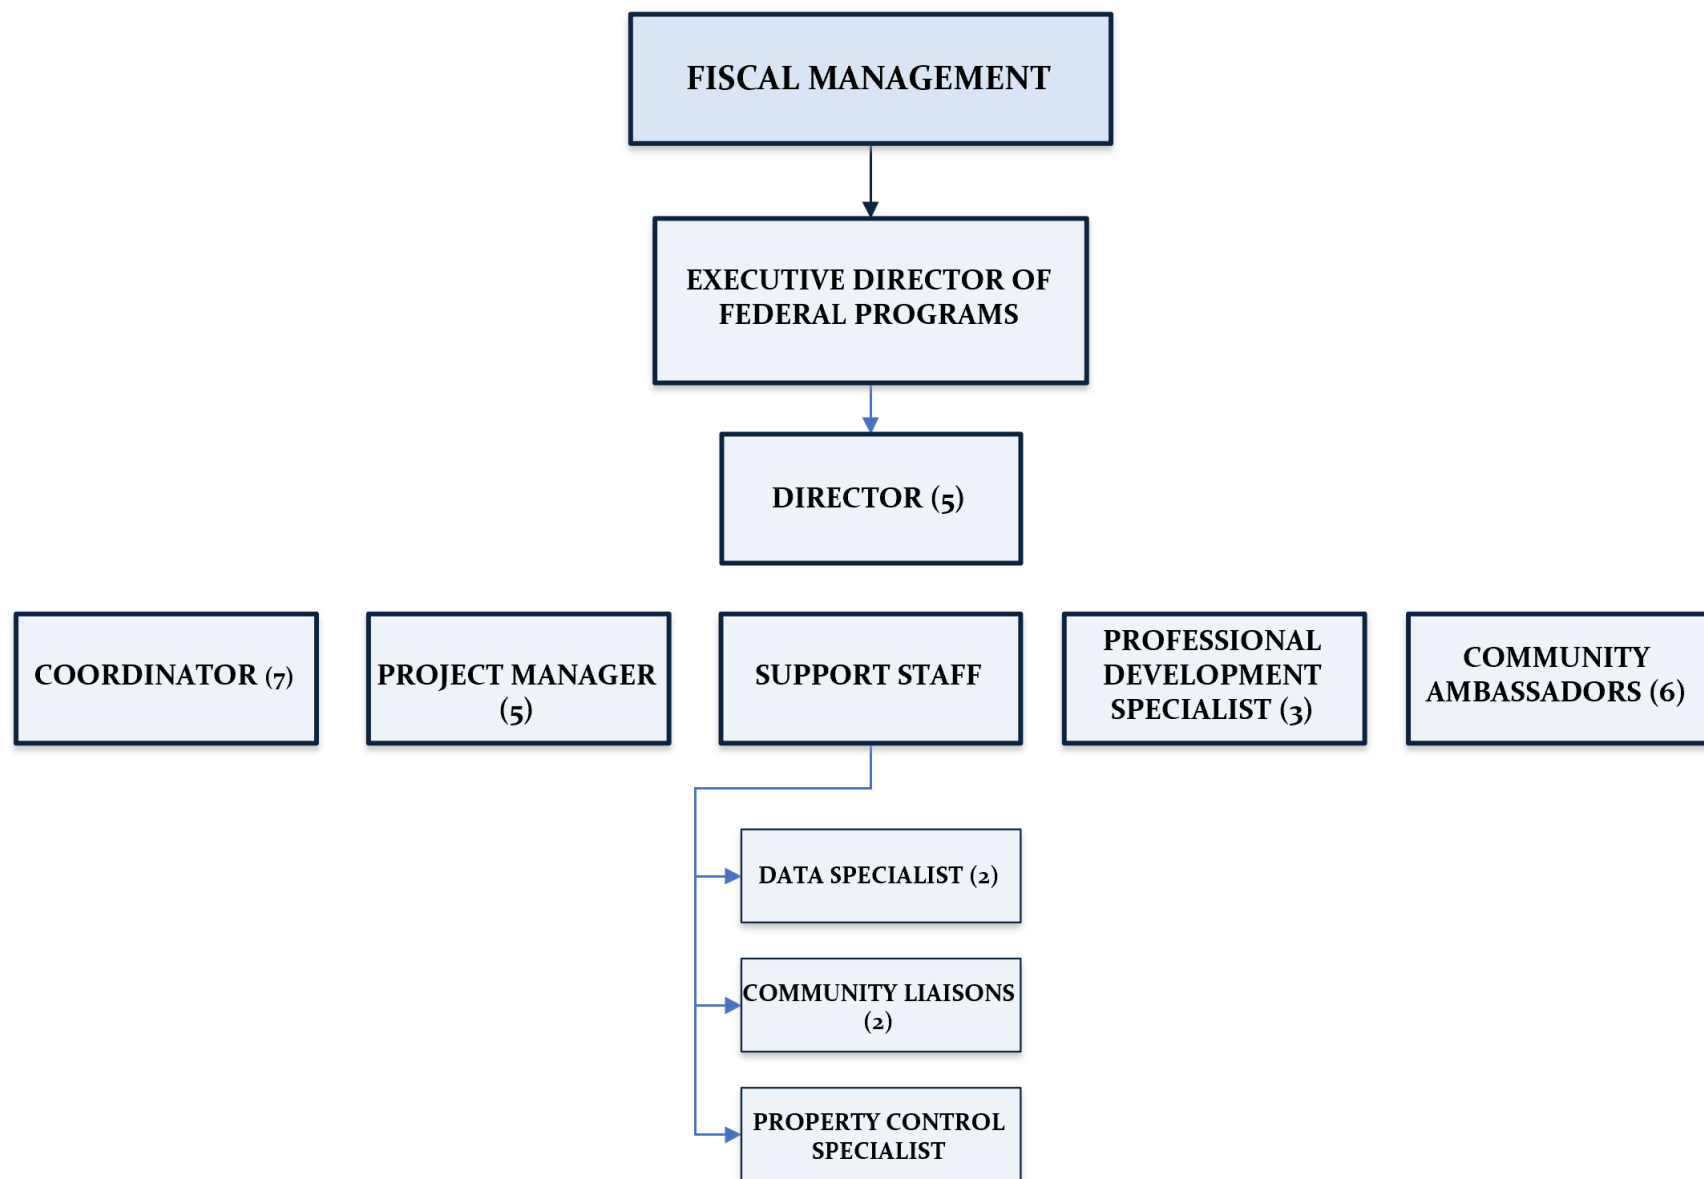 FISCAL MANAGEMENT
EXECUTIVE DIRECTOR OF
FEDERAL PROGRAMS
DIRECTOR (5)
COORDINATOR (7)
PROJECT MANAGER
(5)
SUPPORT STAFF
PROFESSIONAL
DEVELOPMENT
SPECIALIST (3)
COMMUNITY
AMBASSADORS (6)
DATA SPECIALIST (2)
COMMUNITY LIAISONS
(2)
PROPERTY CONTROL
SPECIALIST